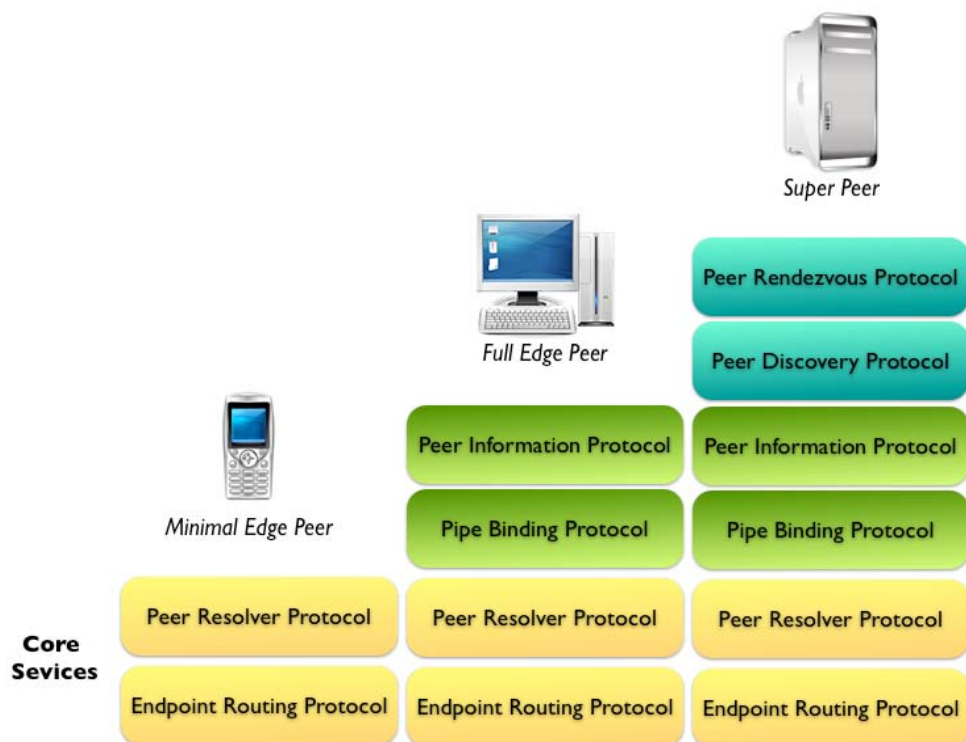 Super Peer
Peer Rendezvous Protocol
Full Edge Peer
Peer Discovery Protocol
Peer Information Protocol
Peer Information Protocol
Minimal Edge Peer
Pipe Binding Protocol
Pipe Binding Protocol
Core
Sevices
Peer Resolver Protocol
Peer Resolver Protocol
Peer Resolver Protocol
Endpoint Routing Protocol
Endpoint Routing Protocol
Endpoint Routing Protocol